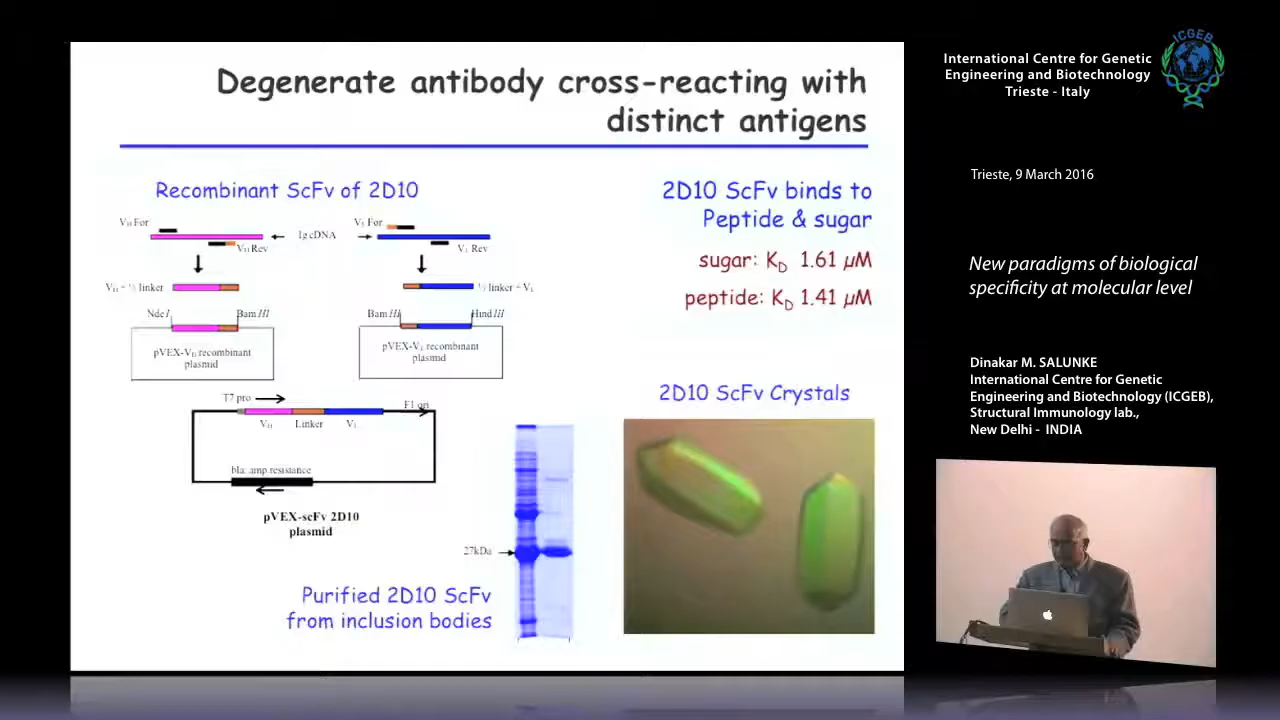 Degenerate antibody cross-reacting with
distinct antigens
Recombinant ScFv of 2D10
VH For
VH Rev
Ig cDNA
VL For
VL Rev
VH + ½ linker
½ linker + VL
Nde I
Bam III
Bam III
Hind III
pVEX-VH recombinant
plasmid
pVEX-VL recombinant
plasmid
T7 pro
F1 ori
VH
Linker
VL
bla: amp resistance
pVEX-scFv 2D10
plasmid
27kDa
Purified 2D10 ScFv
from inclusion bodies
2D10 ScFv binds to
Peptide & sugar
sugar: KD 1.61 µM
peptide: KD 1.41 µM
2D10 ScFv Crystals
International Centre for Genetic
Engineering and Biotechnology
Trieste - Italy
ICGEB
Trieste, 9 March 2016
New paradigms of biological
specificity at molecular level
Dinakar M. SALUNKE
International Centre for Genetic
Engineering and Biotechnology (ICGEB),
Structural Immunology lab.,
New Delhi - INDIA